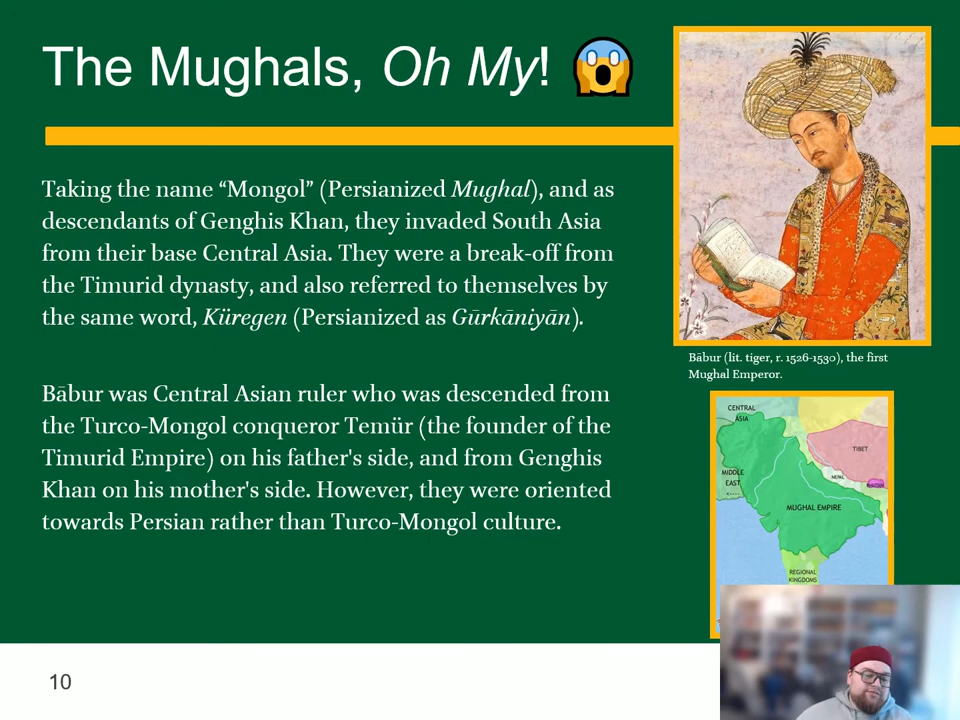 The Mughals, Oh My! 😱
Taking the name “Mongol” (Persianized Mughal), and as
descendants of Genghis Khan, they invaded South Asia
from their base Central Asia. They were a break-off from
the Timurid dynasty, and also referred to themselves by
the same word, Küregen (Persianized as Gūrkāniyān).
Bābur was Central Asian ruler who was descended from
the Turco-Mongol conqueror Temür (the founder of the
Timurid Empire) on his father's side, and from Genghis
Khan on his mother's side. However, they were oriented
towards Persian rather than Turco-Mongol culture.
Bābur (lit. tiger, r. 1526-1530), the first
Mughal Emperor.
CENTRAL
ASIA
TIBET
MIDDLE
EAST
NEPAL
MUGHAL EMPIRE
REGIONAL
KINGDOMS
10